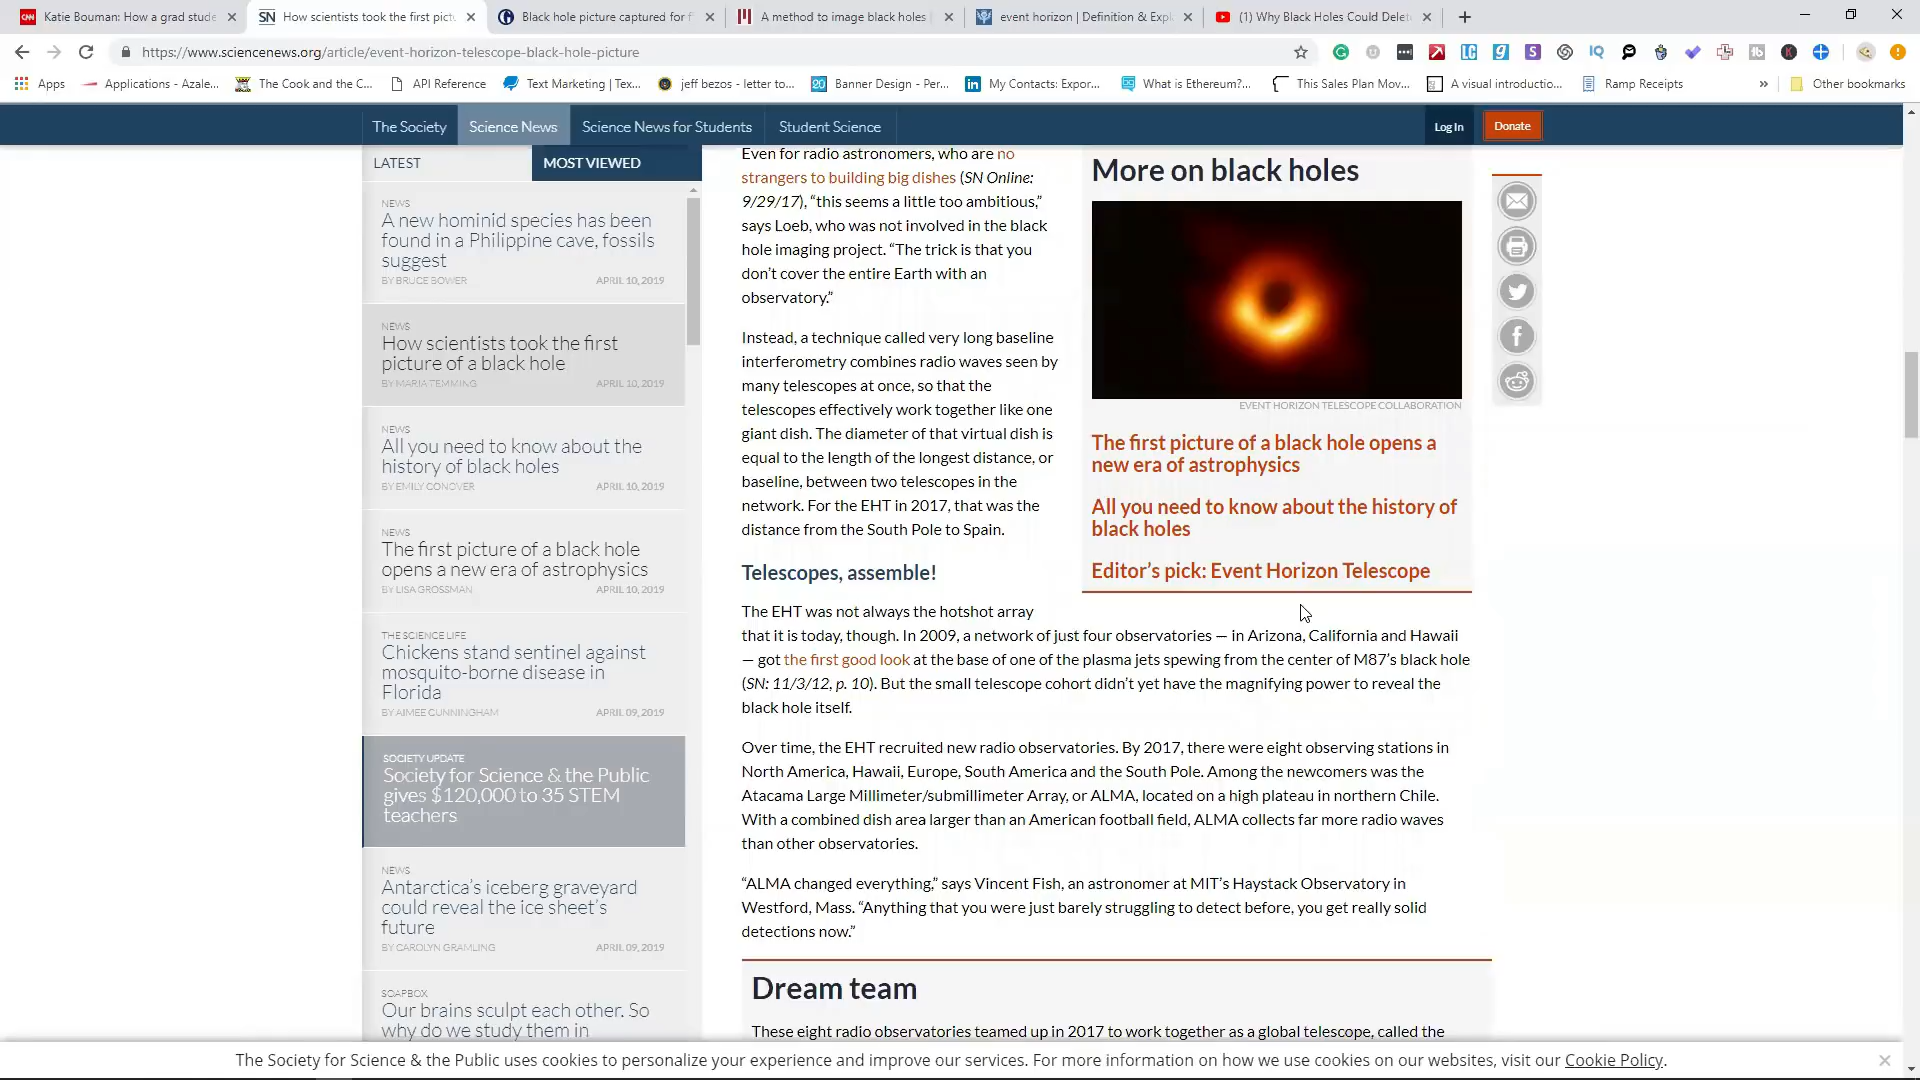 Katie Bouman: How a grad stude
How scientists took the first pict
Black hole picture captured for f
A method to image black holes
event horizon | Definition & Expl
(1) Why Black Holes Could Delet
https://www.sciencenews.org/article/event-horizon-telescope-black-hole-picture
Apps
Applications - Azale...
The Cook and the C...
API Reference
Text Marketing | Tex...
jeff bezos - letter to...
Banner Design - Per...
My Contacts: Expor...
What is Ethereum?...
This Sales Plan Mov...
A visual introductio...
Ramp Receipts
Other bookmarks
The Society
Science News
Science News for Students
Student Science
Log In
Donate
LATEST
MOST VIEWED
NEWS
A new hominid species has been
found in a Philippine cave, fossils
suggest
BY BRUCE BOWER APRIL 10, 2019
NEWS
How scientists took the first
picture of a black hole
BY MARIA TEMMING APRIL 10, 2019
NEWS
All you need to know about the
history of black holes
BY EMILY CONOVER APRIL 10, 2019
NEWS
The first picture of a black hole
opens a new era of astrophysics
BY LISA GROSSMAN APRIL 10, 2019
THE SCIENCE LIFE
Chickens stand sentinel against
mosquito-borne disease in
Florida
BY AIMEE CUNNINGHAM APRIL 09, 2019
SOCIETY UPDATE
Society for Science & the Public
gives $120,000 to 35 STEM
teachers
NEWS
Antarctica's iceberg graveyard
could reveal the ice sheet's
future
BY CAROLYN GRAMLING APRIL 09, 2019
SOAPBOX
Our brains sculpt each other. So
why do we study them in
Even for radio astronomers, who are no
strangers to building big dishes (SN Online:
9/29/17), “this seems a little too ambitious,”
says Loeb, who was not involved in the black
hole imaging project. “The trick is that you
don't cover the entire Earth with an
observatory.”
Instead, a technique called very long baseline
interferometry combines radio waves seen by
many telescopes at once, so that the
telescopes effectively work together like one
giant dish. The diameter of that virtual dish is
equal to the length of the longest distance, or
baseline, between two telescopes in the
network. For the EHT in 2017, that was the
distance from the South Pole to Spain.
More on black holes
EVENT HORIZON TELESCOPE COLLABORATION
The first picture of a black hole opens a
new era of astrophysics
All you need to know about the history of
black holes
Editor's pick: Event Horizon Telescope
Telescopes, assemble!
The EHT was not always the hotshot array
that it is today, though. In 2009, a network of just four observatories — in Arizona, California and Hawaii
— got the first good look at the base of one of the plasma jets spewing from the center of M87's black hole
(SN: 11/3/12, p. 10). But the small telescope cohort didn't yet have the magnifying power to reveal the
black hole itself.
Over time, the EHT recruited new radio observatories. By 2017, there were eight observing stations in
North America, Hawaii, Europe, South America and the South Pole. Among the newcomers was the
Atacama Large Millimeter/submillimeter Array, or ALMA, located on a high plateau in northern Chile.
With a combined dish area larger than an American football field, ALMA collects far more radio waves
than other observatories.
“ALMA changed everything,” says Vincent Fish, an astronomer at MIT's Haystack Observatory in
Westford, Mass. “Anything that you were just barely struggling to detect before, you get really solid
detections now.”
Dream team
These eight radio observatories teamed up in 2017 to work together as a global telescope, called the
The Society for Science & the Public uses cookies to personalize your experience and improve our services. For more information on how we use cookies on our websites, visit our Cookie Policy.